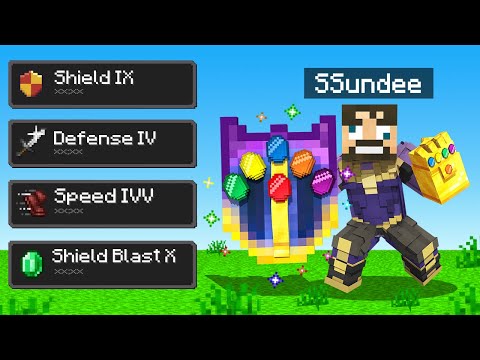 SSundee
Shield IX
Defense IV
Speed IVV
Shield Blast X